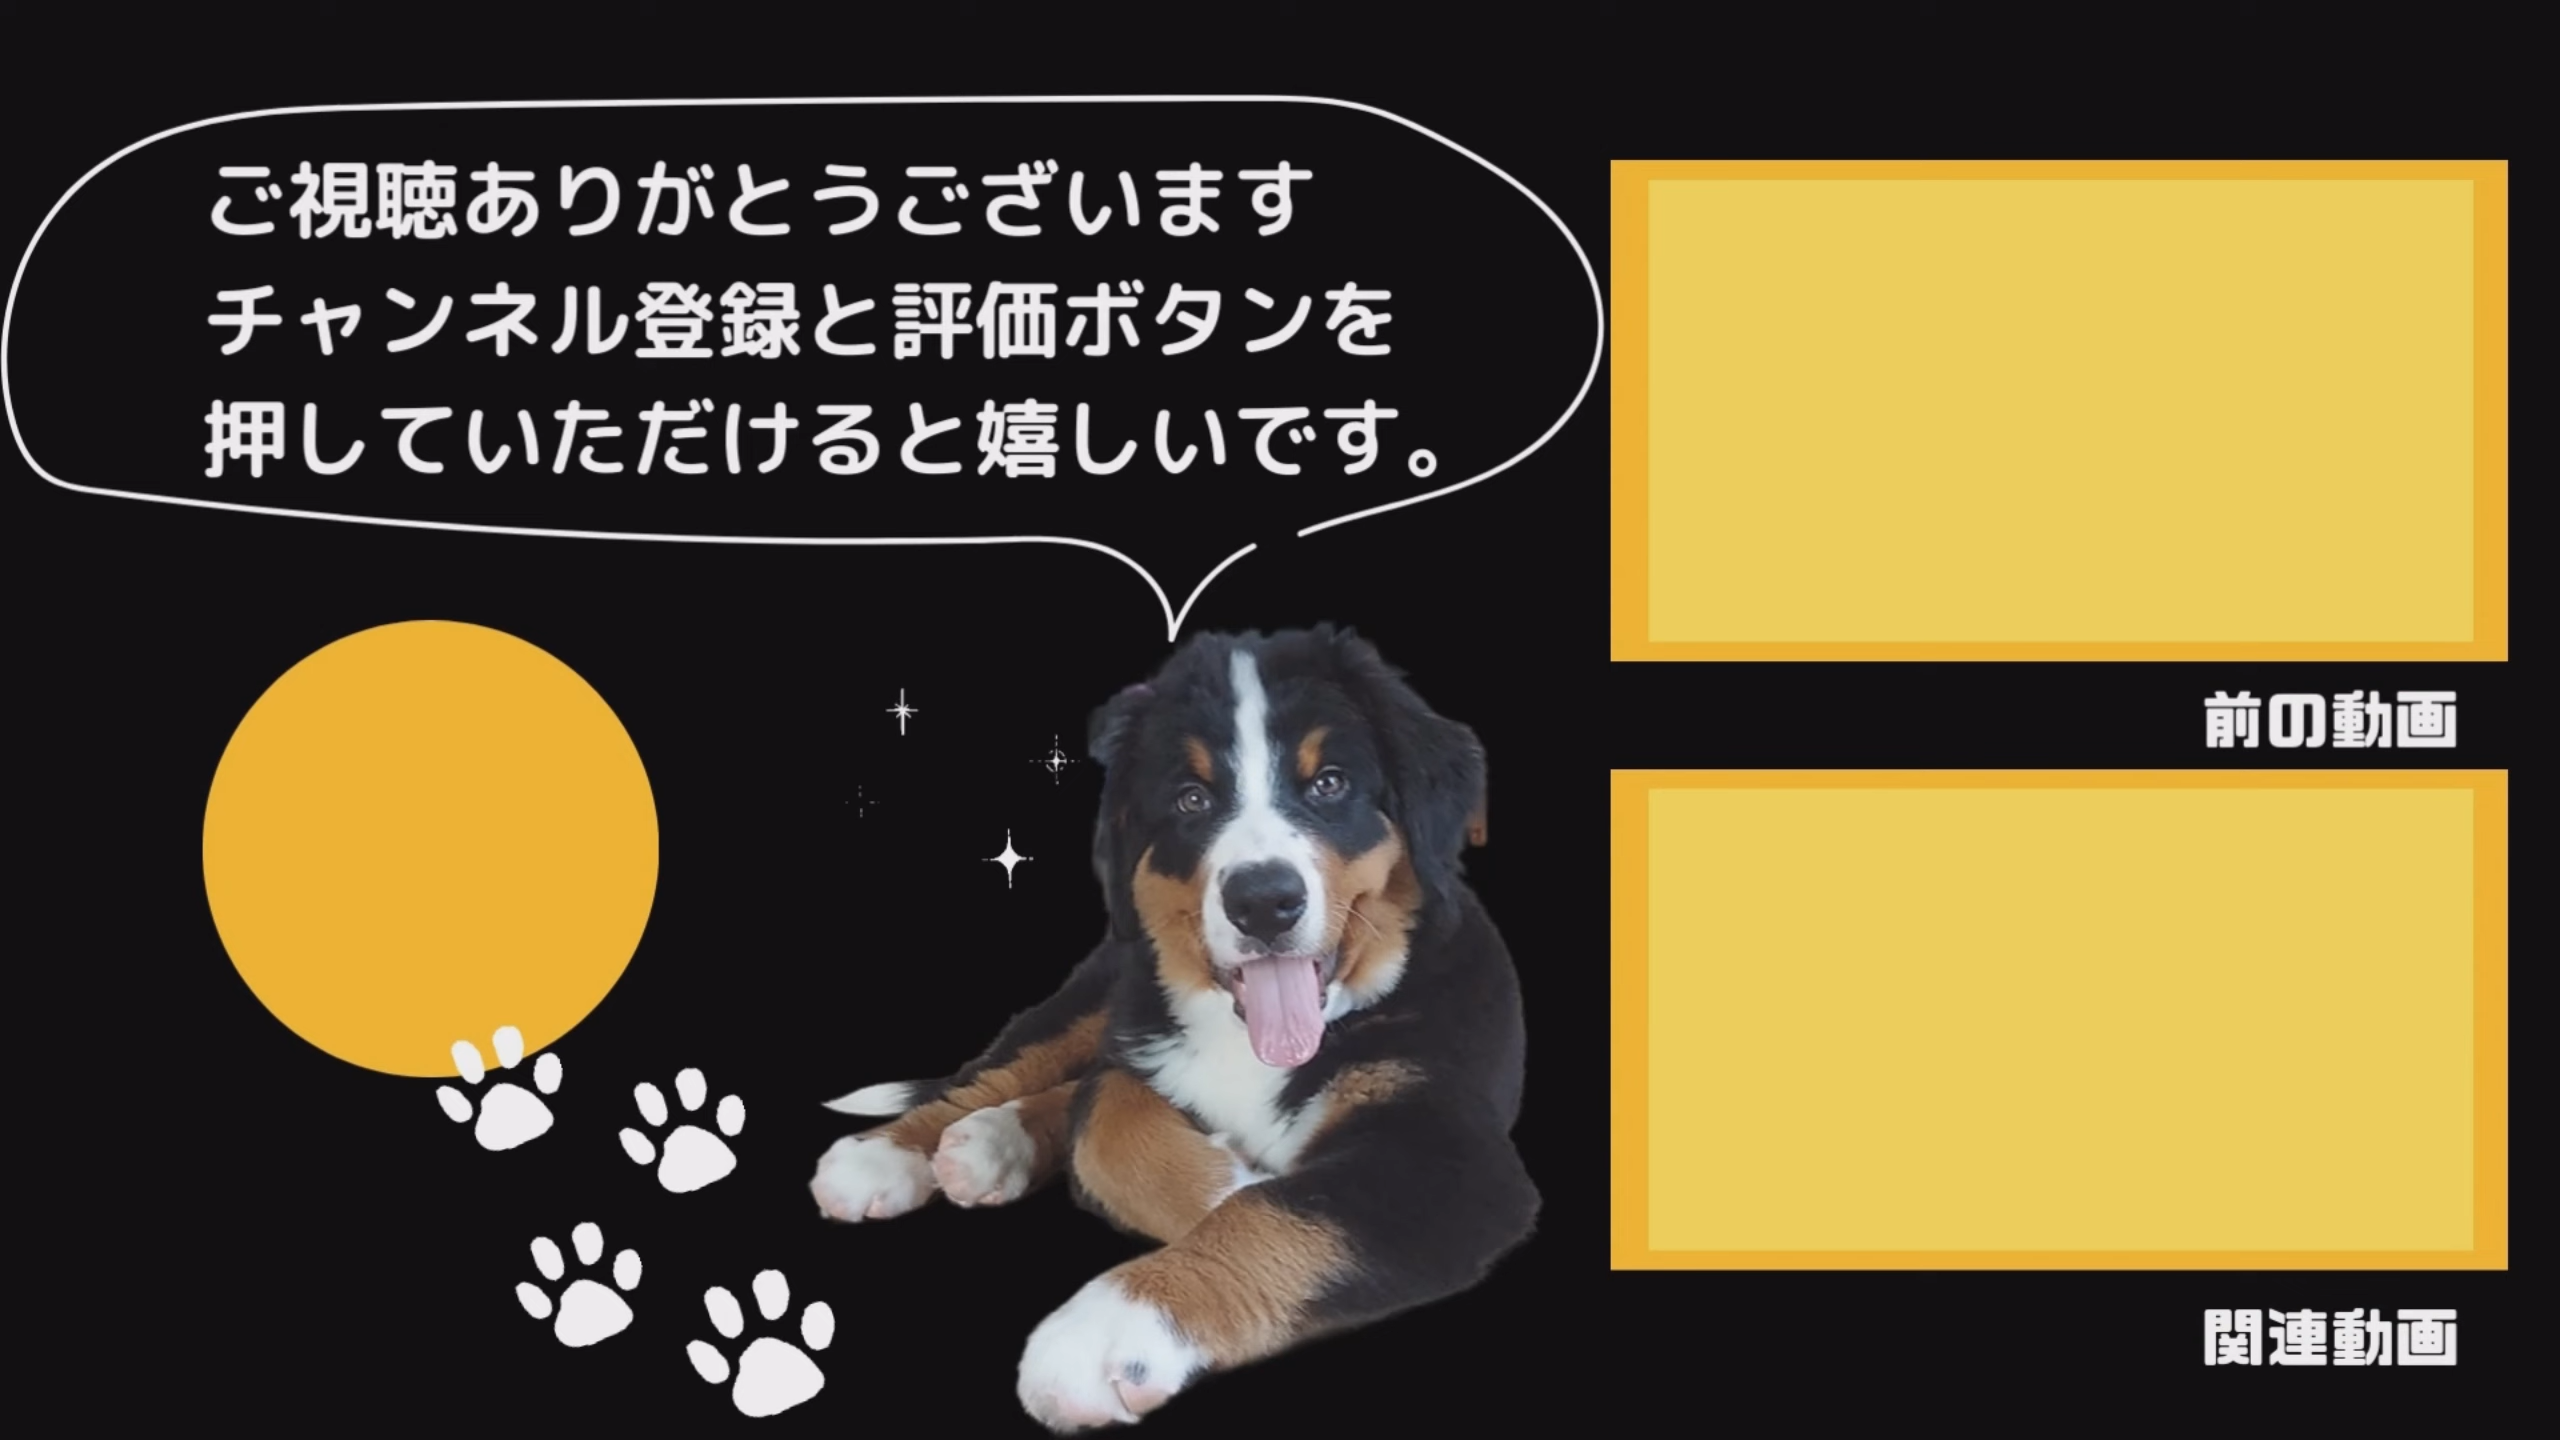 ご視聴ありがとうございます
チャンネル登録と評価ボタンを
押していただけると嬉しいです。
前の動画
関連動画